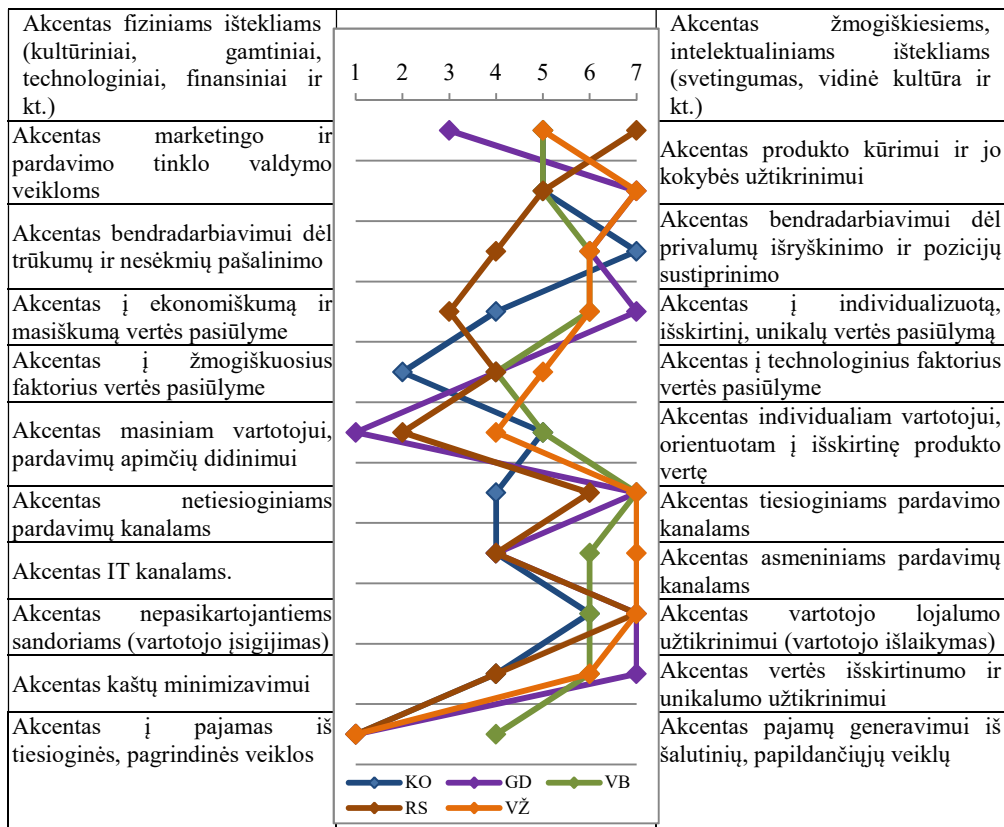 Akcentas fiziniams ištekliams
(kultūriniai, gamtiniai,
technologiniai, finansiniai ir
kt.)
1 2 3 4 5 6 7
Akcentas žmogiškiesiems,
intelektualiniams ištekliams
(svetingumas, vidinė kultūra ir
kt.)
Akcentas marketingo ir
pardavimo tinklo valdymo
veikloms
Akcentas produkto kūrimui ir jo
kokybės užtikrinimui
Akcentas bendradarbiavimui dėl
trūkumų ir nesėkmių pašalinimo
Akcentas bendradarbiavimui dėl
privalumų išryškinimo ir pozicijų
sustiprinimo
Akcentas į ekonomiškumą ir
masiškumą vertės pasiūlyme
Akcentas į individualizuotą,
išskirtinį, unikalų vertės pasiūlymą
Akcentas į žmogiškuosius
faktorius vertės pasiūlyme
Akcentas į technologinius faktorius
vertės pasiūlyme
Akcentas masiniam vartotojui,
pardavimų apimčių didinimui
Akcentas individualiam vartotojui,
orientuotam į išskirtinę produkto
vertę
Akcentas netiesioginiams
pardavimų kanalams
Akcentas tiesioginiams pardavimo
kanalams
Akcentas IT kanalams.
Akcentas asmeniniams pardavimų
kanalams
Akcentas nepasikartojantiems
sandoriams (vartotojo įsigijimas)
Akcentas vartotojo lojalumo
užtikrinimui (vartotojo išlaikymas)
Akcentas kaštų minimizavimui
Akcentas vertės išskirtinumo ir
unikalumo užtikrinimui
Akcentas į pajamas iš
tiesioginės, pagrindinės veiklos
Akcentas pajamų generavimui iš
šalutinių, papildančiųjų veiklų
KO GD VB
RS VŽ